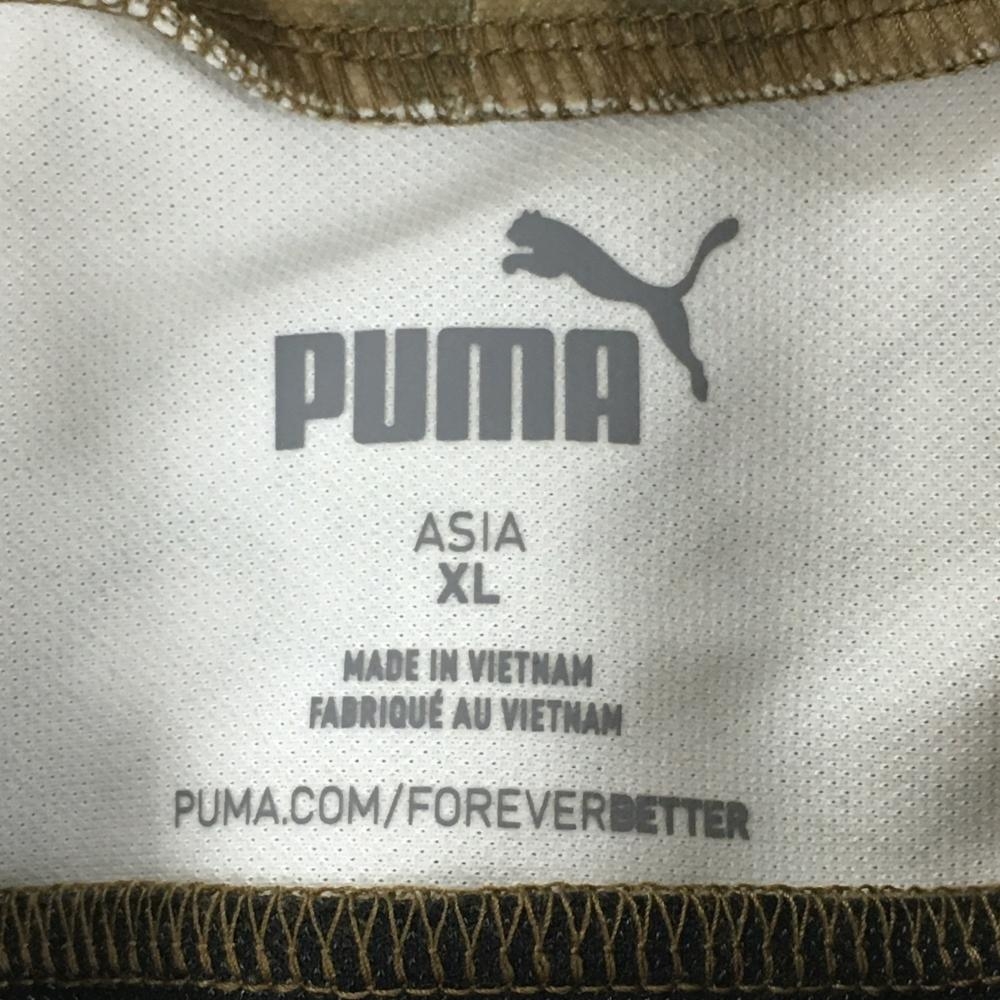 PUMA
ASIA
XL
MADE IN VIETNAM
FABRIQUÉ AU VIETNAM
PUMA.COM/FOREVERBETTER